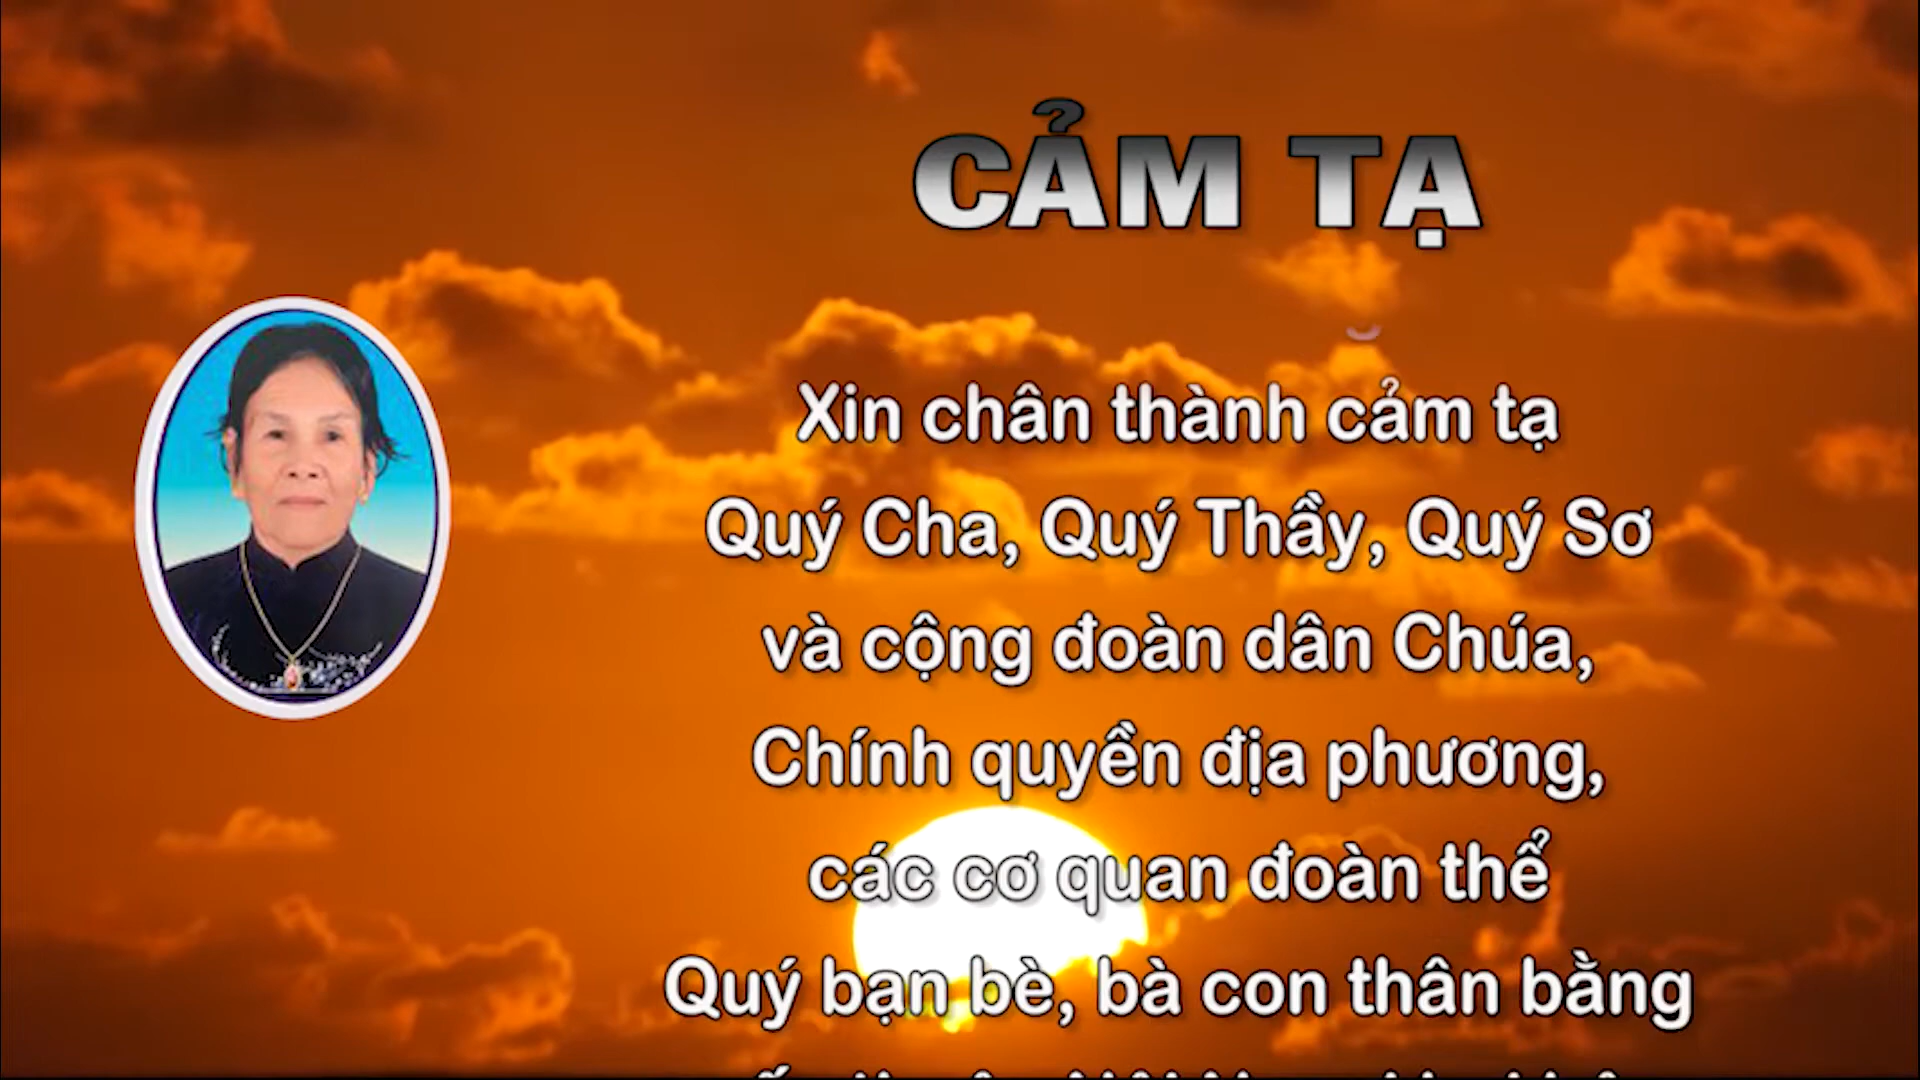 CẢM TẠ
Xin chân thành cảm tạ
Quý Cha, Quý Thầy, Quý Sơ
và cộng đoàn dân Chúa,
Chính quyền địa phương,
các cơ quan đoàn thể
Quý bạn bè, bà con thân bằng